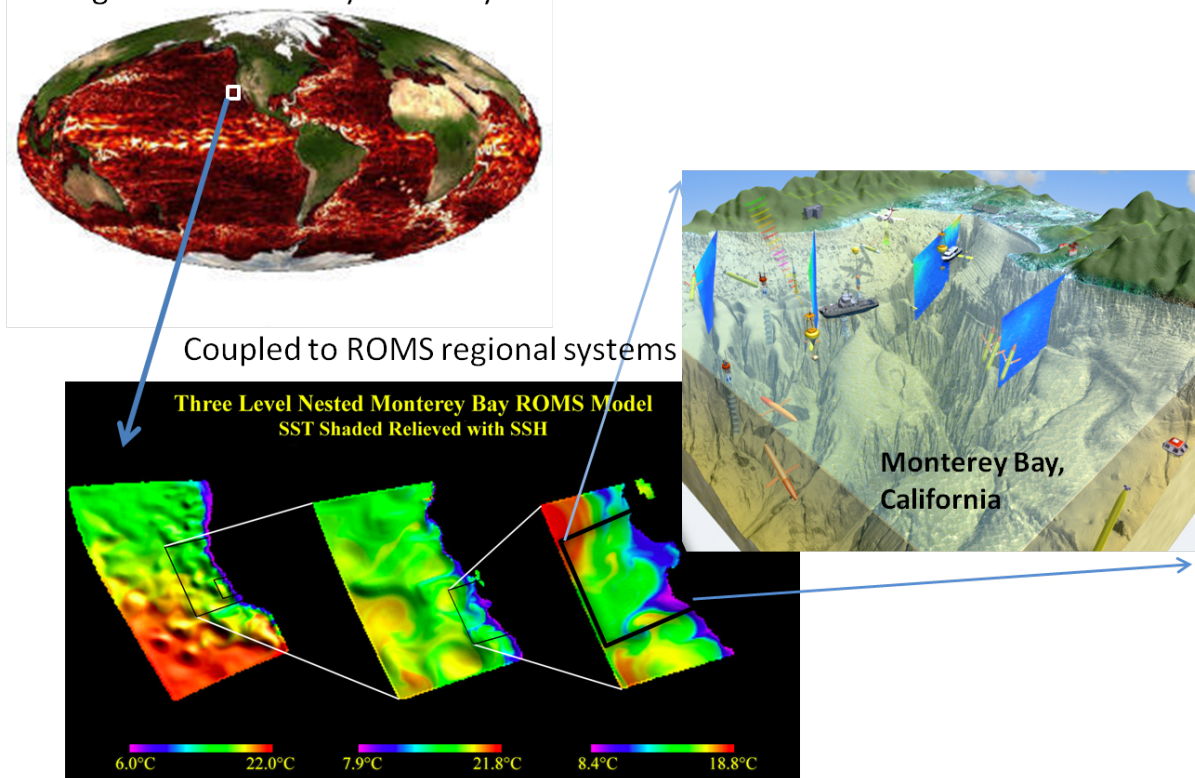 Coupled to ROMS regional systems
Three Level Nested Monterey Bay ROMS Model
SST Shaded Relieved with SSH
Monterey Bay,
California
6.0°C 22.0°C 7.9°C 21.8°C 8.4°C 18.8°C